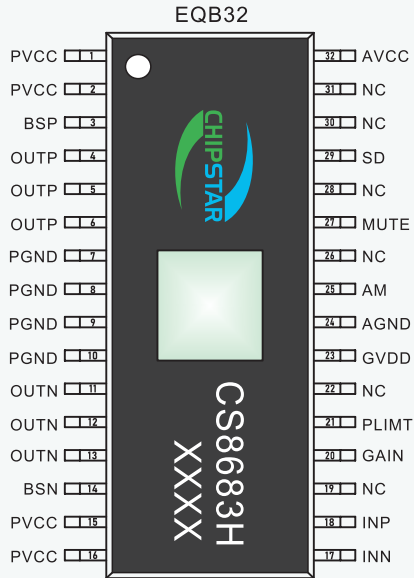 EQB32
PVCC 1
PVCC 2
BSP 3
OUTP 4
OUTP 5
OUTP 6
PGND 7
PGND 8
PGND 9
PGND 10
OUTN 11
OUTN 12
OUTN 13
BSN 14
PVCC 15
PVCC 16
CHIPSTAR
CS8683H
XXXX
32 AVCC
31 NC
30 NC
29 SD
28 NC
27 MUTE
26 NC
25 AM
24 AGND
23 GVDD
22 NC
21 PLIMT
20 GAIN
19 NC
18 INP
17 INN